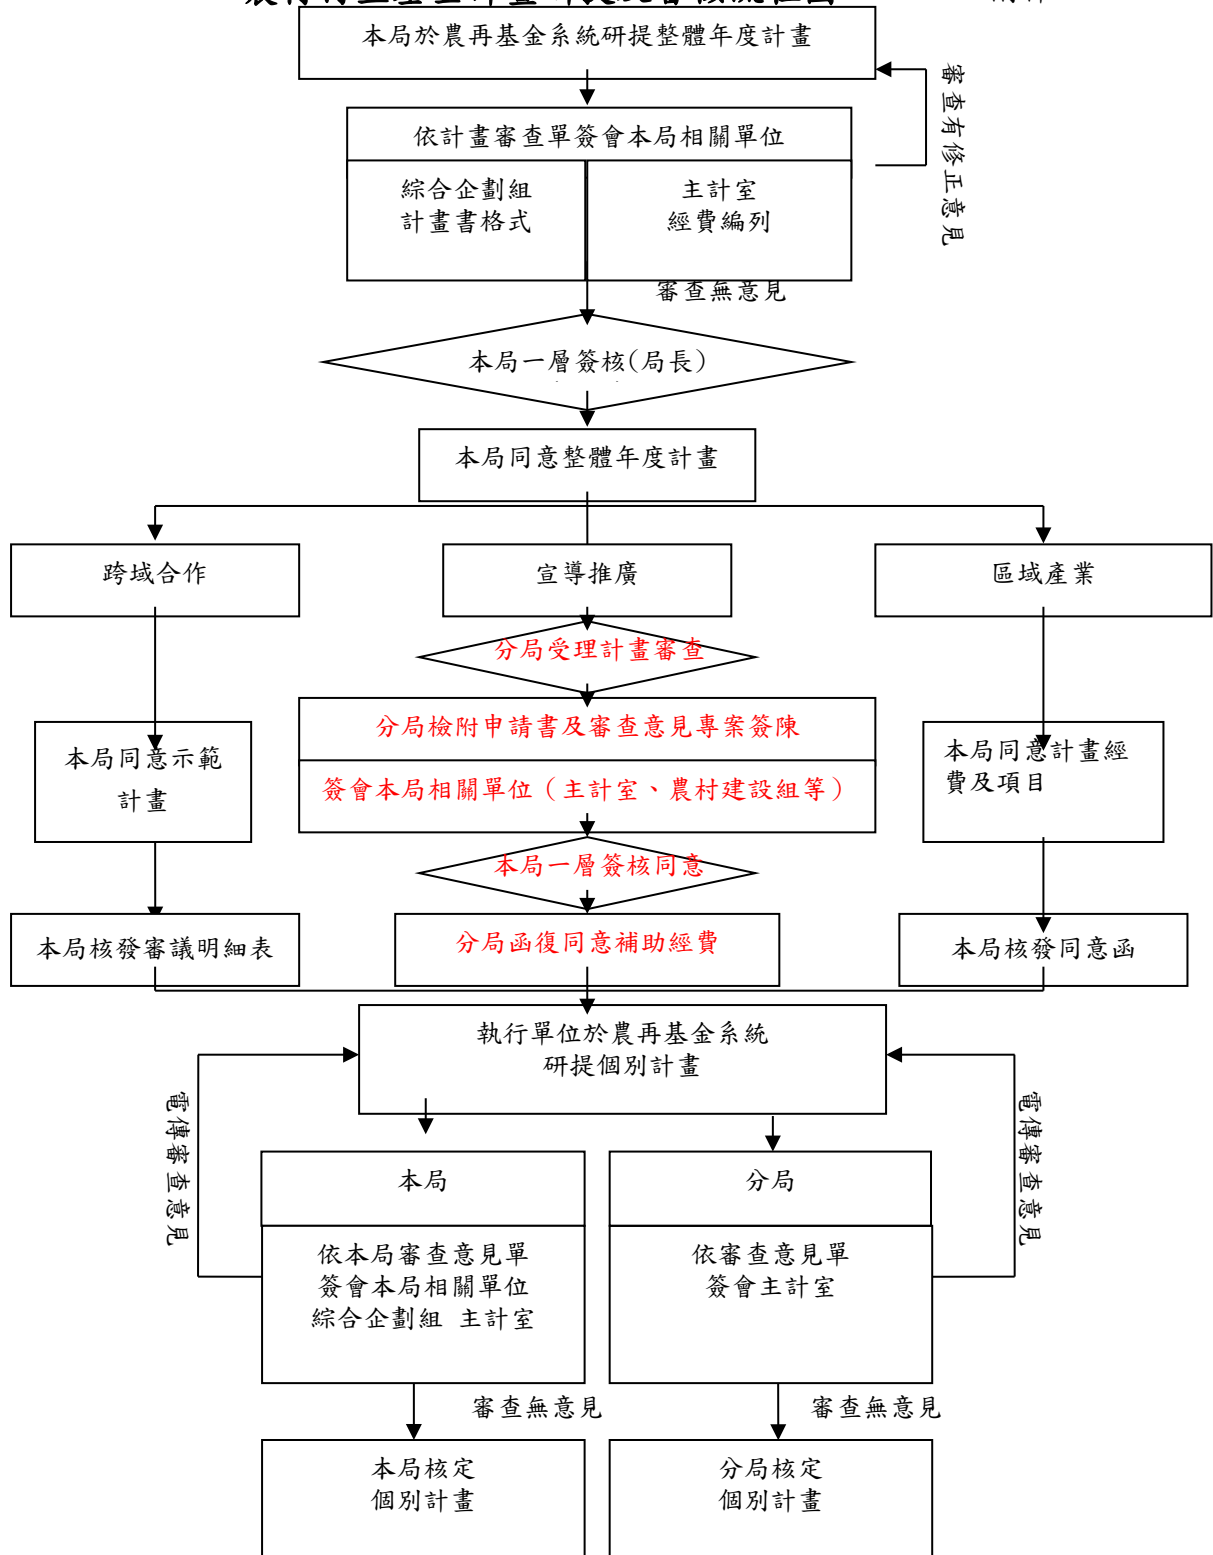 本局於農再基金系統研提整體年度計畫
審查有修正意見
依計畫審查單簽會本局相關單位
綜合企劃組
計畫書格式
主計室
經費編列
審查無意見
本局一層簽核(局長)
本局同意整體年度計畫
跨域合作
宣導推廣
區域產業
分局受理計畫審查
分局檢附申請書及審查意見專案簽陳
簽會本局相關單位（主計室、農村建設組等）
本局同意示範
計畫
本局同意計畫經
費及項目
本局一層簽核同意
本局核發審議明細表
分局函復同意補助經費
本局核發同意函
執行單位於農再基金系統
研提個別計畫
電傳審查意見
電傳審查意見
本局
分局
依本局審查意見單
簽會本局相關單位
綜合企劃組 主計室
依審查意見單
簽會主計室
審查無意見
審查無意見
本局核定
個別計畫
分局核定
個別計畫